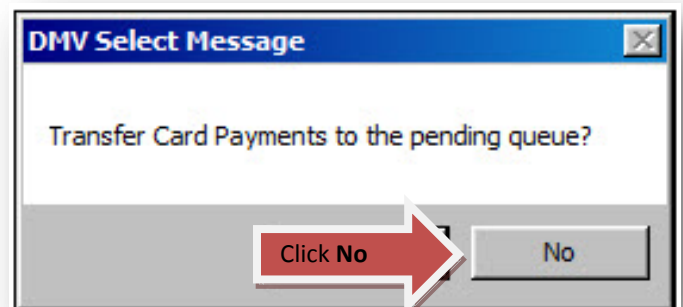 DMV Select Message
Transfer Card Payments to the pending queue?
Click No
No